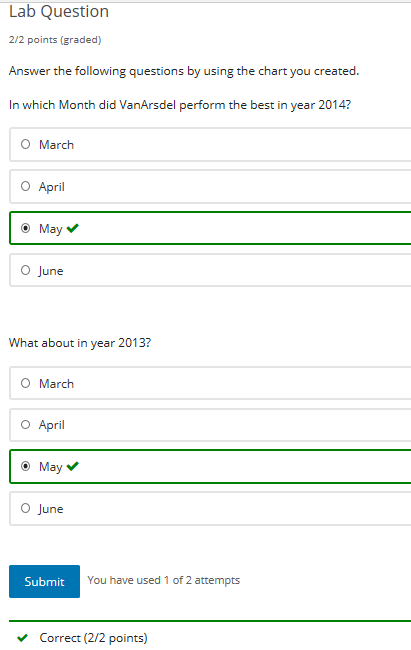 Lab Question
2/2 points (graded)
Answer the following questions by using the chart you created.
In which Month did VanArsdel perform the best in year 2014?
March
April
May
June
What about in year 2013?
March
April
May
June
Submit You have used 1 of 2 attempts
Correct (2/2 points)